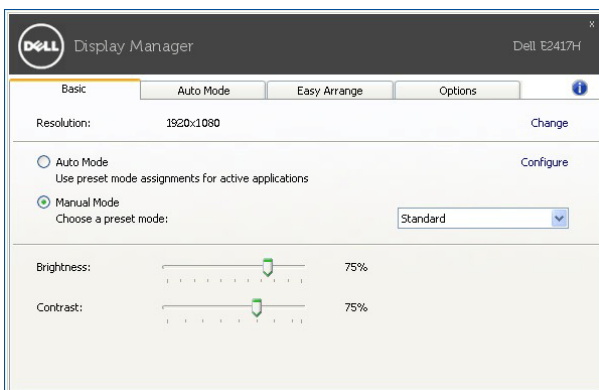 x
DELL Display Manager Dell E2417H
Basic Auto Mode Easy Arrange Options i
Resolution: 1920x1080 Change
Auto Mode Configure
Use preset mode assignments for active applications
Manual Mode
Choose a preset mode: Standard
Brightness: 75%
Contrast: 75%